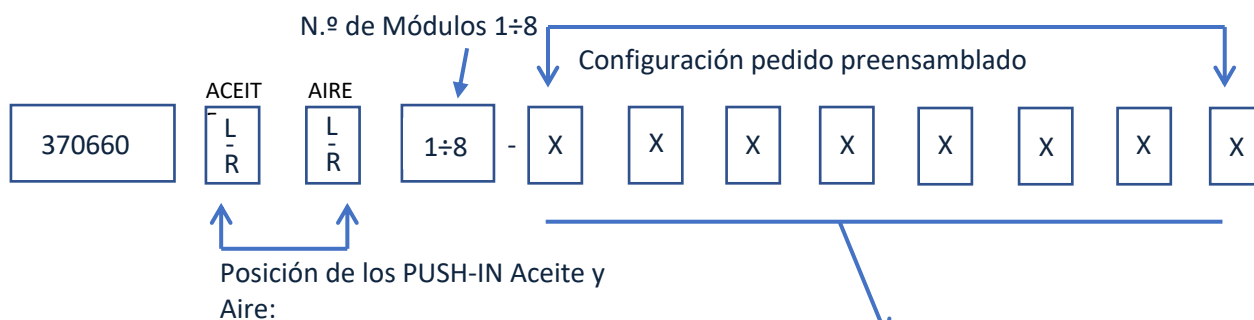 N.º de Módulos 1÷8
Configuración pedido preensamblado
ACEIT AIRE
370660 L - R L - R 1÷8 - X X X X X X X X
Posición de los PUSH-IN Aceite y
Aire: